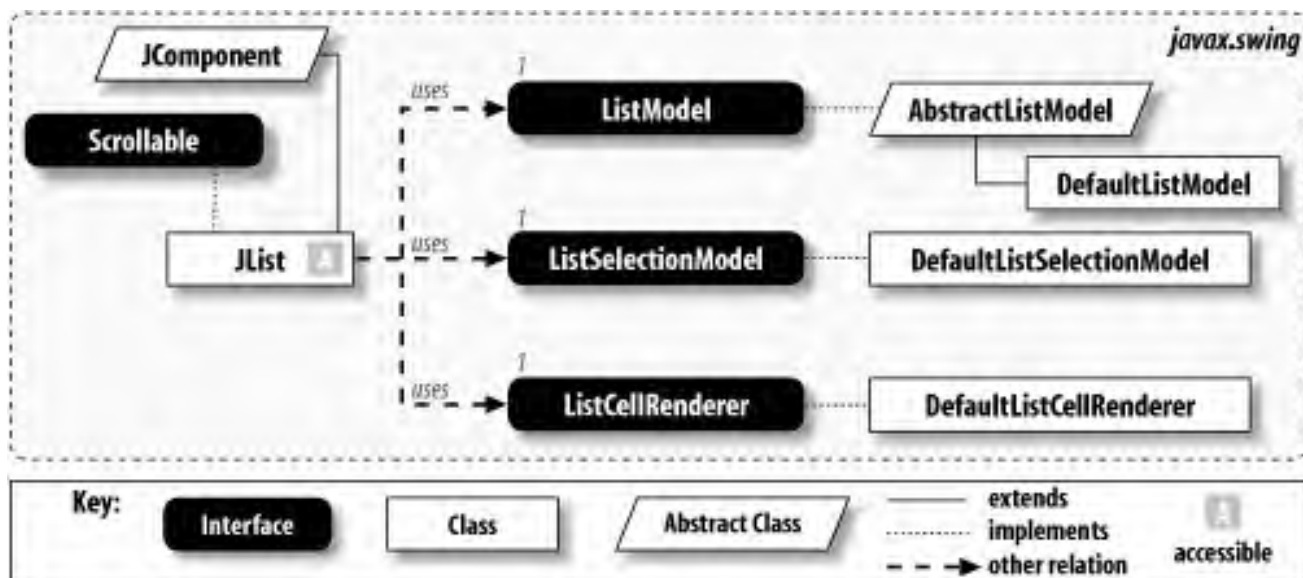 javax.swing
JComponent
Scrollable
JList A
uses
1
ListModel
AbstractListModel
DefaultListModel
uses
1
ListSelectionModel
DefaultListSelectionModel
uses
1
ListCellRenderer
DefaultListCellRenderer
Key:
Interface
Class
Abstract Class
extends
implements
other relation
A
accessible